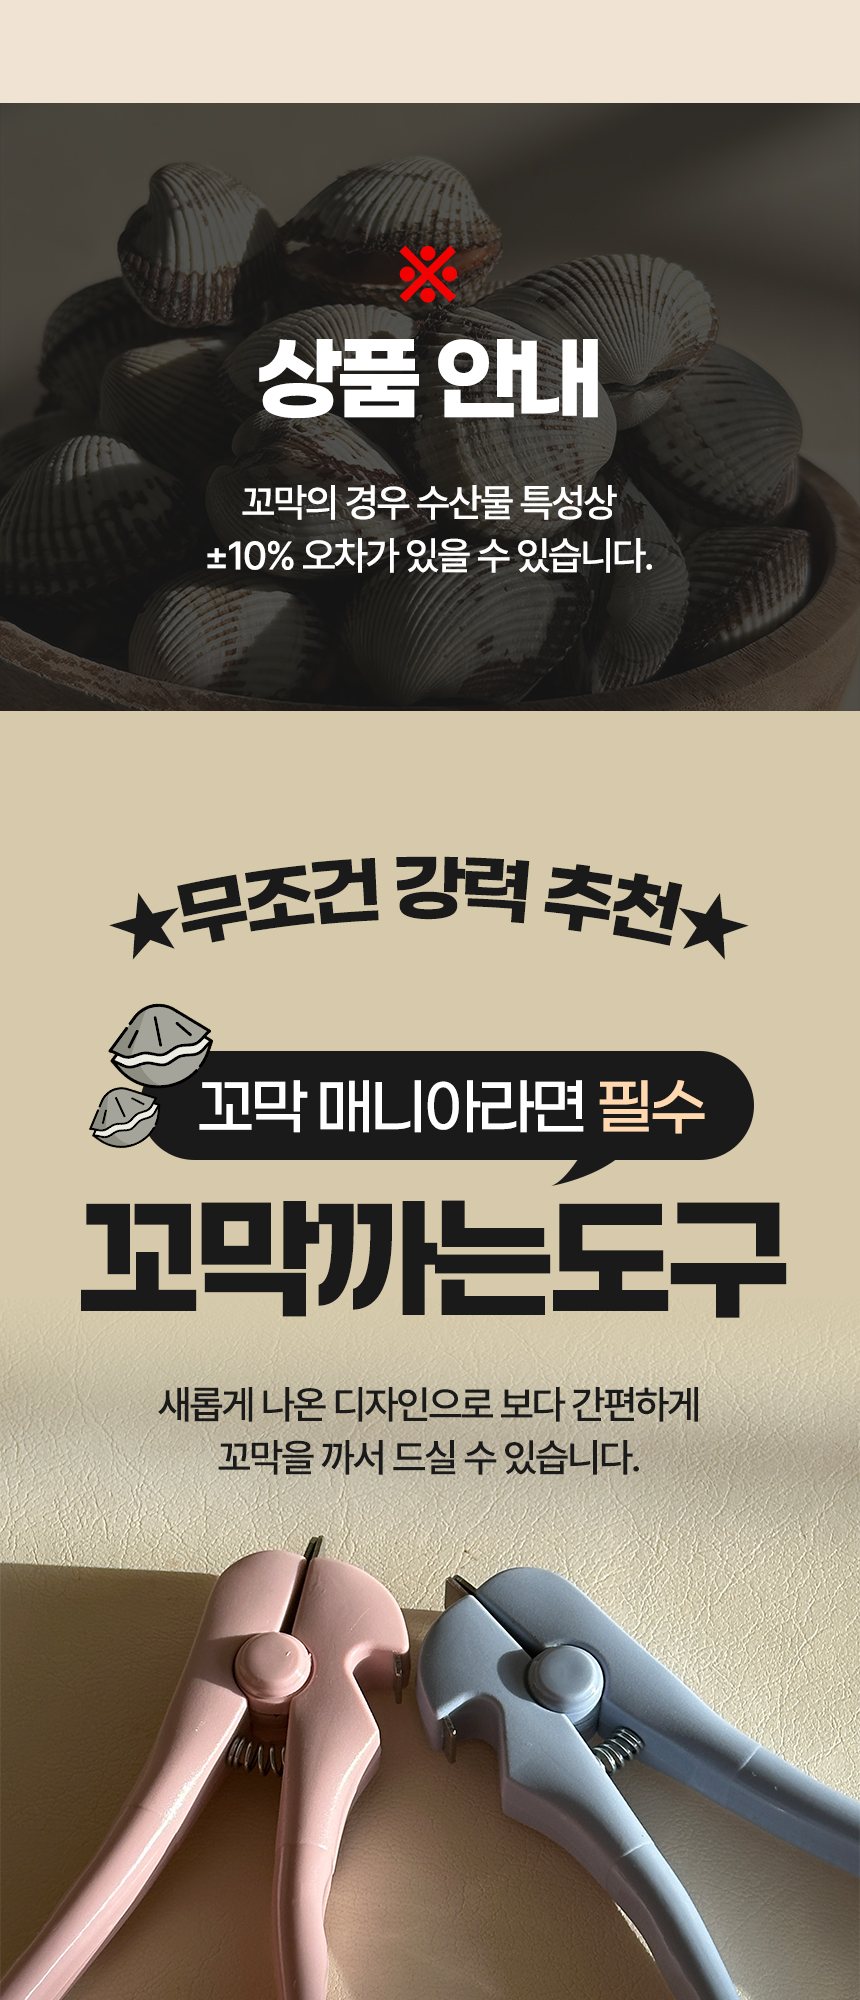 ※
상품 안내
꼬막의 경우 수산물 특성상
±10% 오차가 있을 수 있습니다.
★무조건 강력 추천★
꼬막 매니아라면 필수
꼬막까는도구
새롭게 나온 디자인으로 보다 간편하게
꼬막을 까서 드실 수 있습니다.